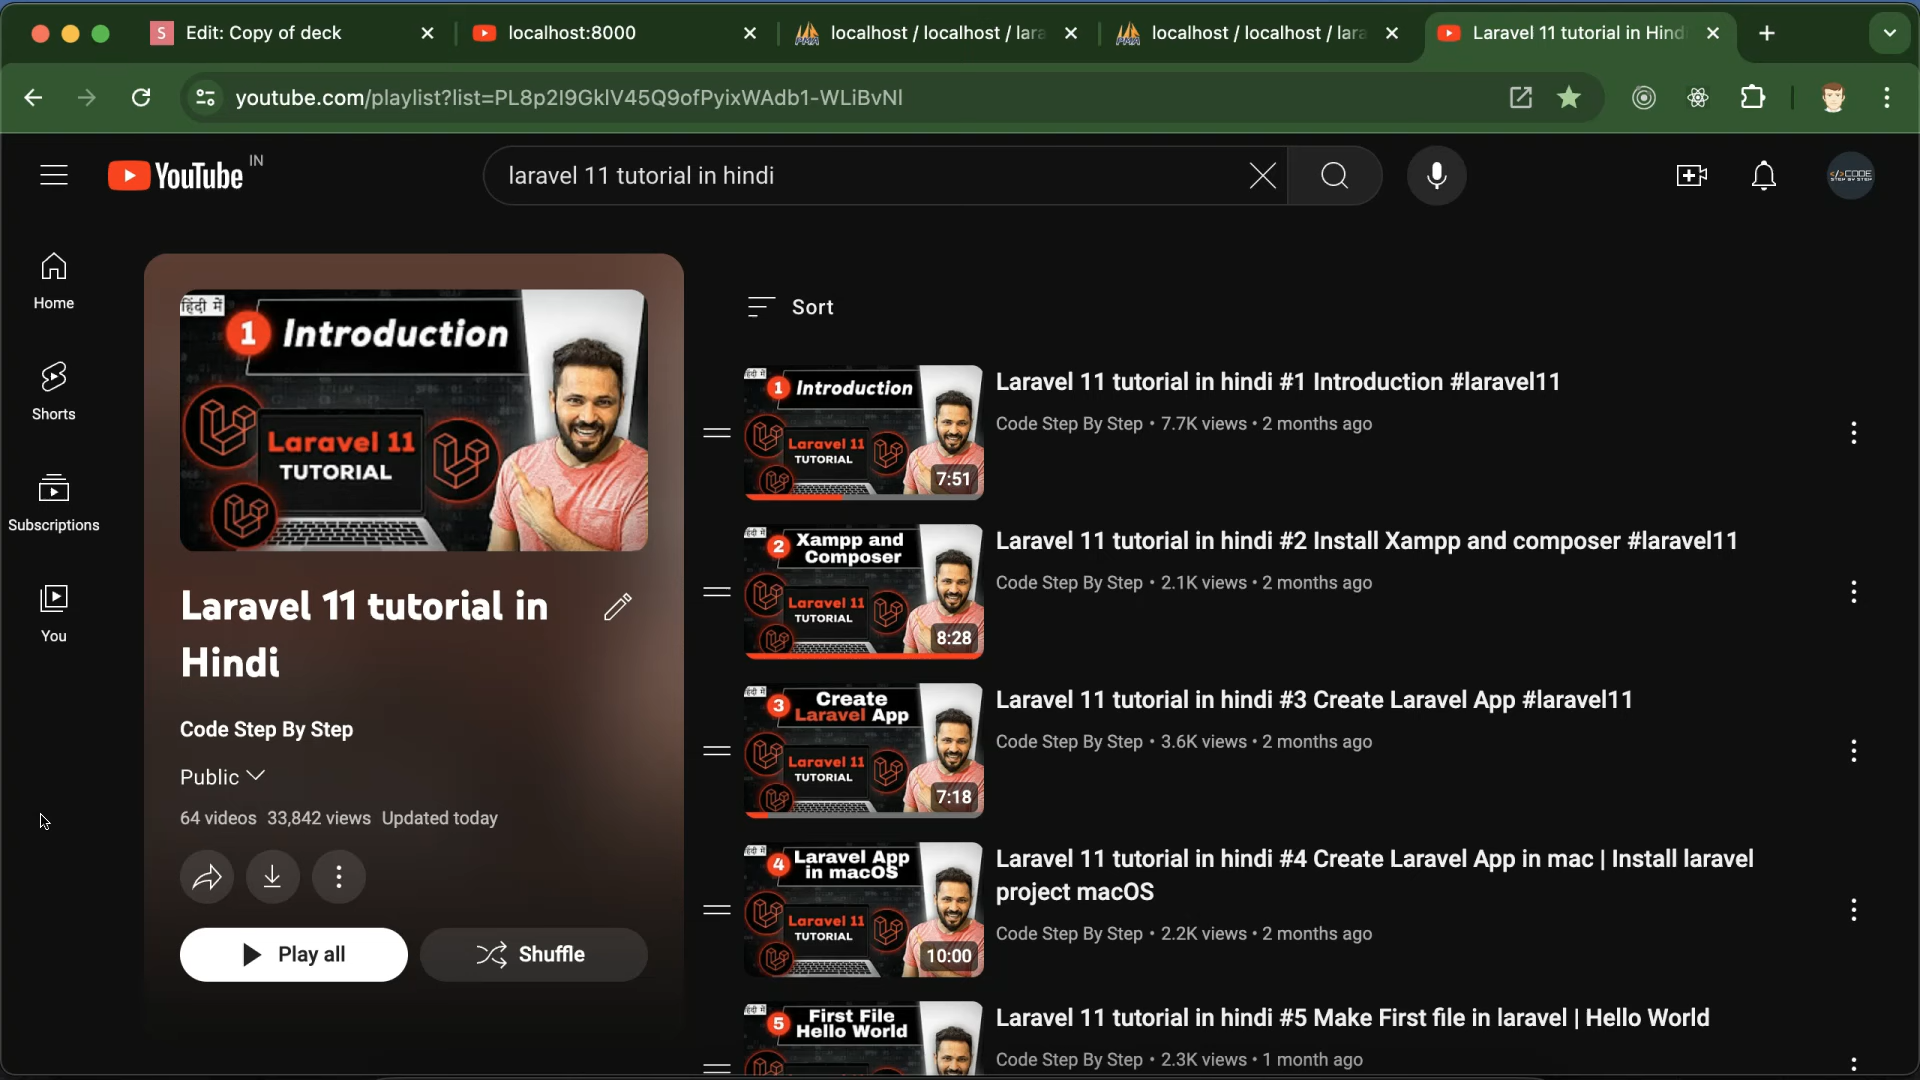 Edit: Copy of deck
localhost:8000
localhost / localhost / lara
localhost / localhost / lara
Laravel 11 tutorial in Hind
youtube.com/playlist?list=PL8p2I9GklV45Q9ofPyixWAdb1-WLiBvNl
YouTube IN
laravel 11 tutorial in hindi
</>CODE
STEP BY STEP
Home
Shorts
Subscriptions
You
हिंदी में
1 Introduction
Laravel 11
TUTORIAL
Laravel 11 tutorial in
Hindi
Code Step By Step
Public
64 videos 33,842 views Updated today
Play all
Shuffle
Sort
हिंदी में
1 Introduction
Laravel 11
TUTORIAL
7:51
Laravel 11 tutorial in hindi #1 Introduction #laravel11
Code Step By Step • 7.7K views • 2 months ago
हिंदी में
2 Xampp and
Composer
Laravel 11
TUTORIAL
8:28
Laravel 11 tutorial in hindi #2 Install Xampp and composer #laravel11
Code Step By Step • 2.1K views • 2 months ago
हिंदी में
3 Create
Laravel App
Laravel 11
TUTORIAL
7:18
Laravel 11 tutorial in hindi #3 Create Laravel App #laravel11
Code Step By Step • 3.6K views • 2 months ago
हिंदी में
4 Laravel App
in macOS
Laravel 11
TUTORIAL
10:00
Laravel 11 tutorial in hindi #4 Create Laravel App in mac | Install laravel
project macOS
Code Step By Step • 2.2K views • 2 months ago
हिंदी में
5 First File
Hello World
Laravel 11 tutorial in hindi #5 Make First file in laravel | Hello World
Code Step By Step • 2.3K views • 1 month ago